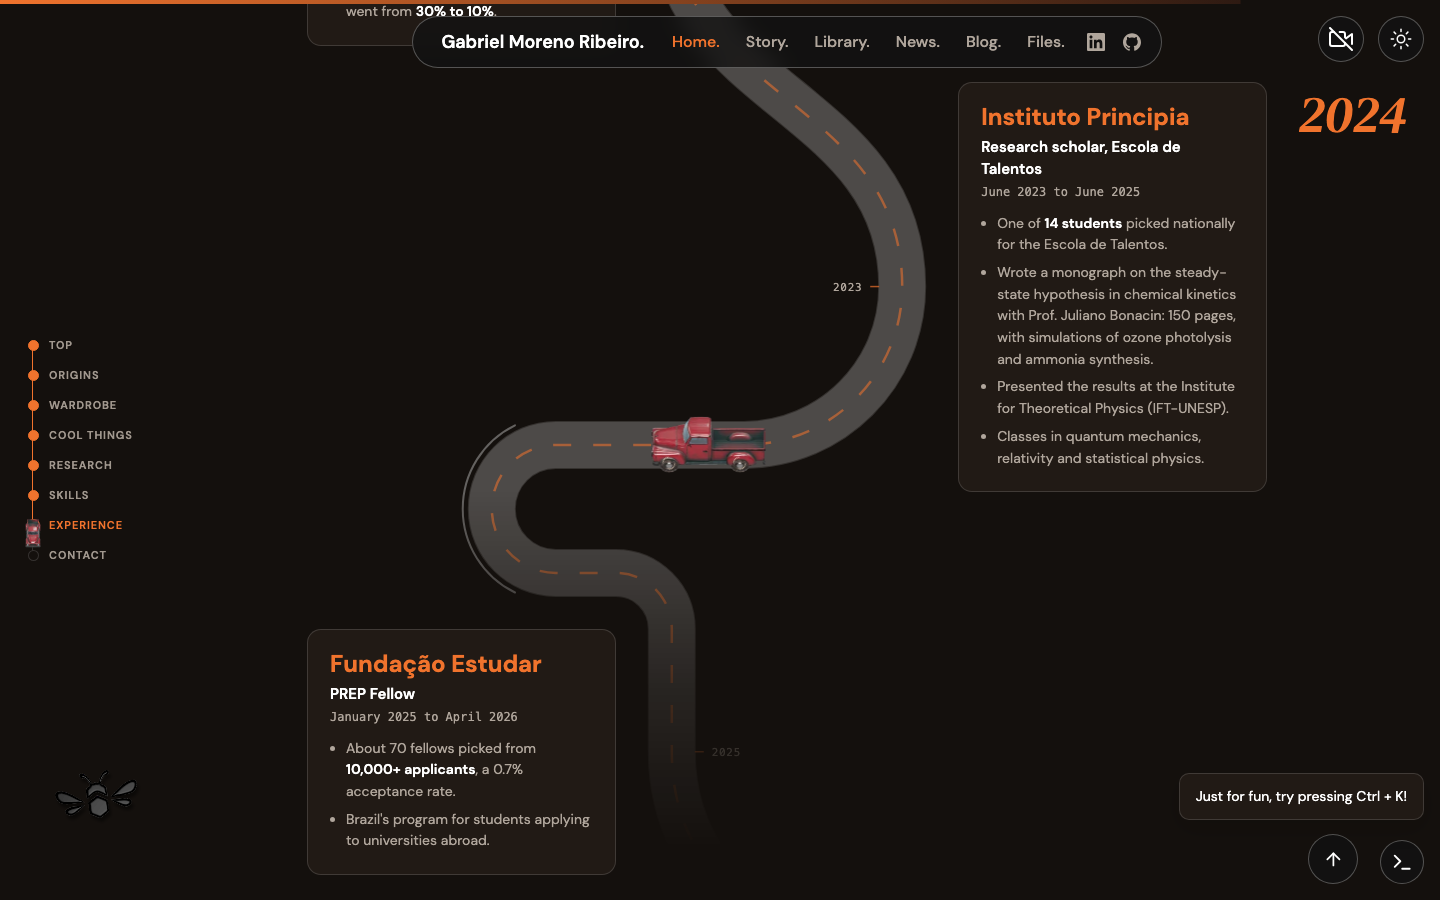 went from 30% to 10%.
Gabriel Moreno Ribeiro.
Home.
Story.
Library.
News.
Blog.
Files.
2024
Instituto Principia
Research scholar, Escola de
Talentos
June 2023 to June 2025
One of 14 students picked nationally
for the Escola de Talentos.
Wrote a monograph on the steady-
state hypothesis in chemical kinetics
with Prof. Juliano Bonacin: 150 pages,
with simulations of ozone photolysis
and ammonia synthesis.
Presented the results at the Institute
for Theoretical Physics (IFT-UNESP).
Classes in quantum mechanics,
relativity and statistical physics.
2023
TOP
ORIGINS
WARDROBE
COOL THINGS
RESEARCH
SKILLS
EXPERIENCE
CONTACT
Fundação Estudar
PREP Fellow
January 2025 to April 2026
About 70 fellows picked from
10,000+ applicants, a 0.7%
acceptance rate.
Brazil's program for students applying
to universities abroad.
2025
Just for fun, try pressing Ctrl + K!